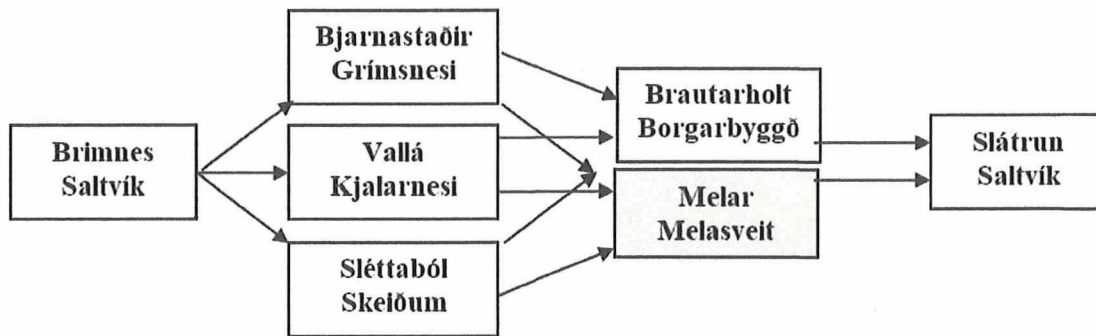 Bjarnastaðir
Grímsnesi
Brautarholt
Borgarbyggð
Brimnes
Saltvík
Vallá
Kjalarnesi
Slátrun
Saltvík
Melar
Melasveit
Sléttaból
Skeiðum